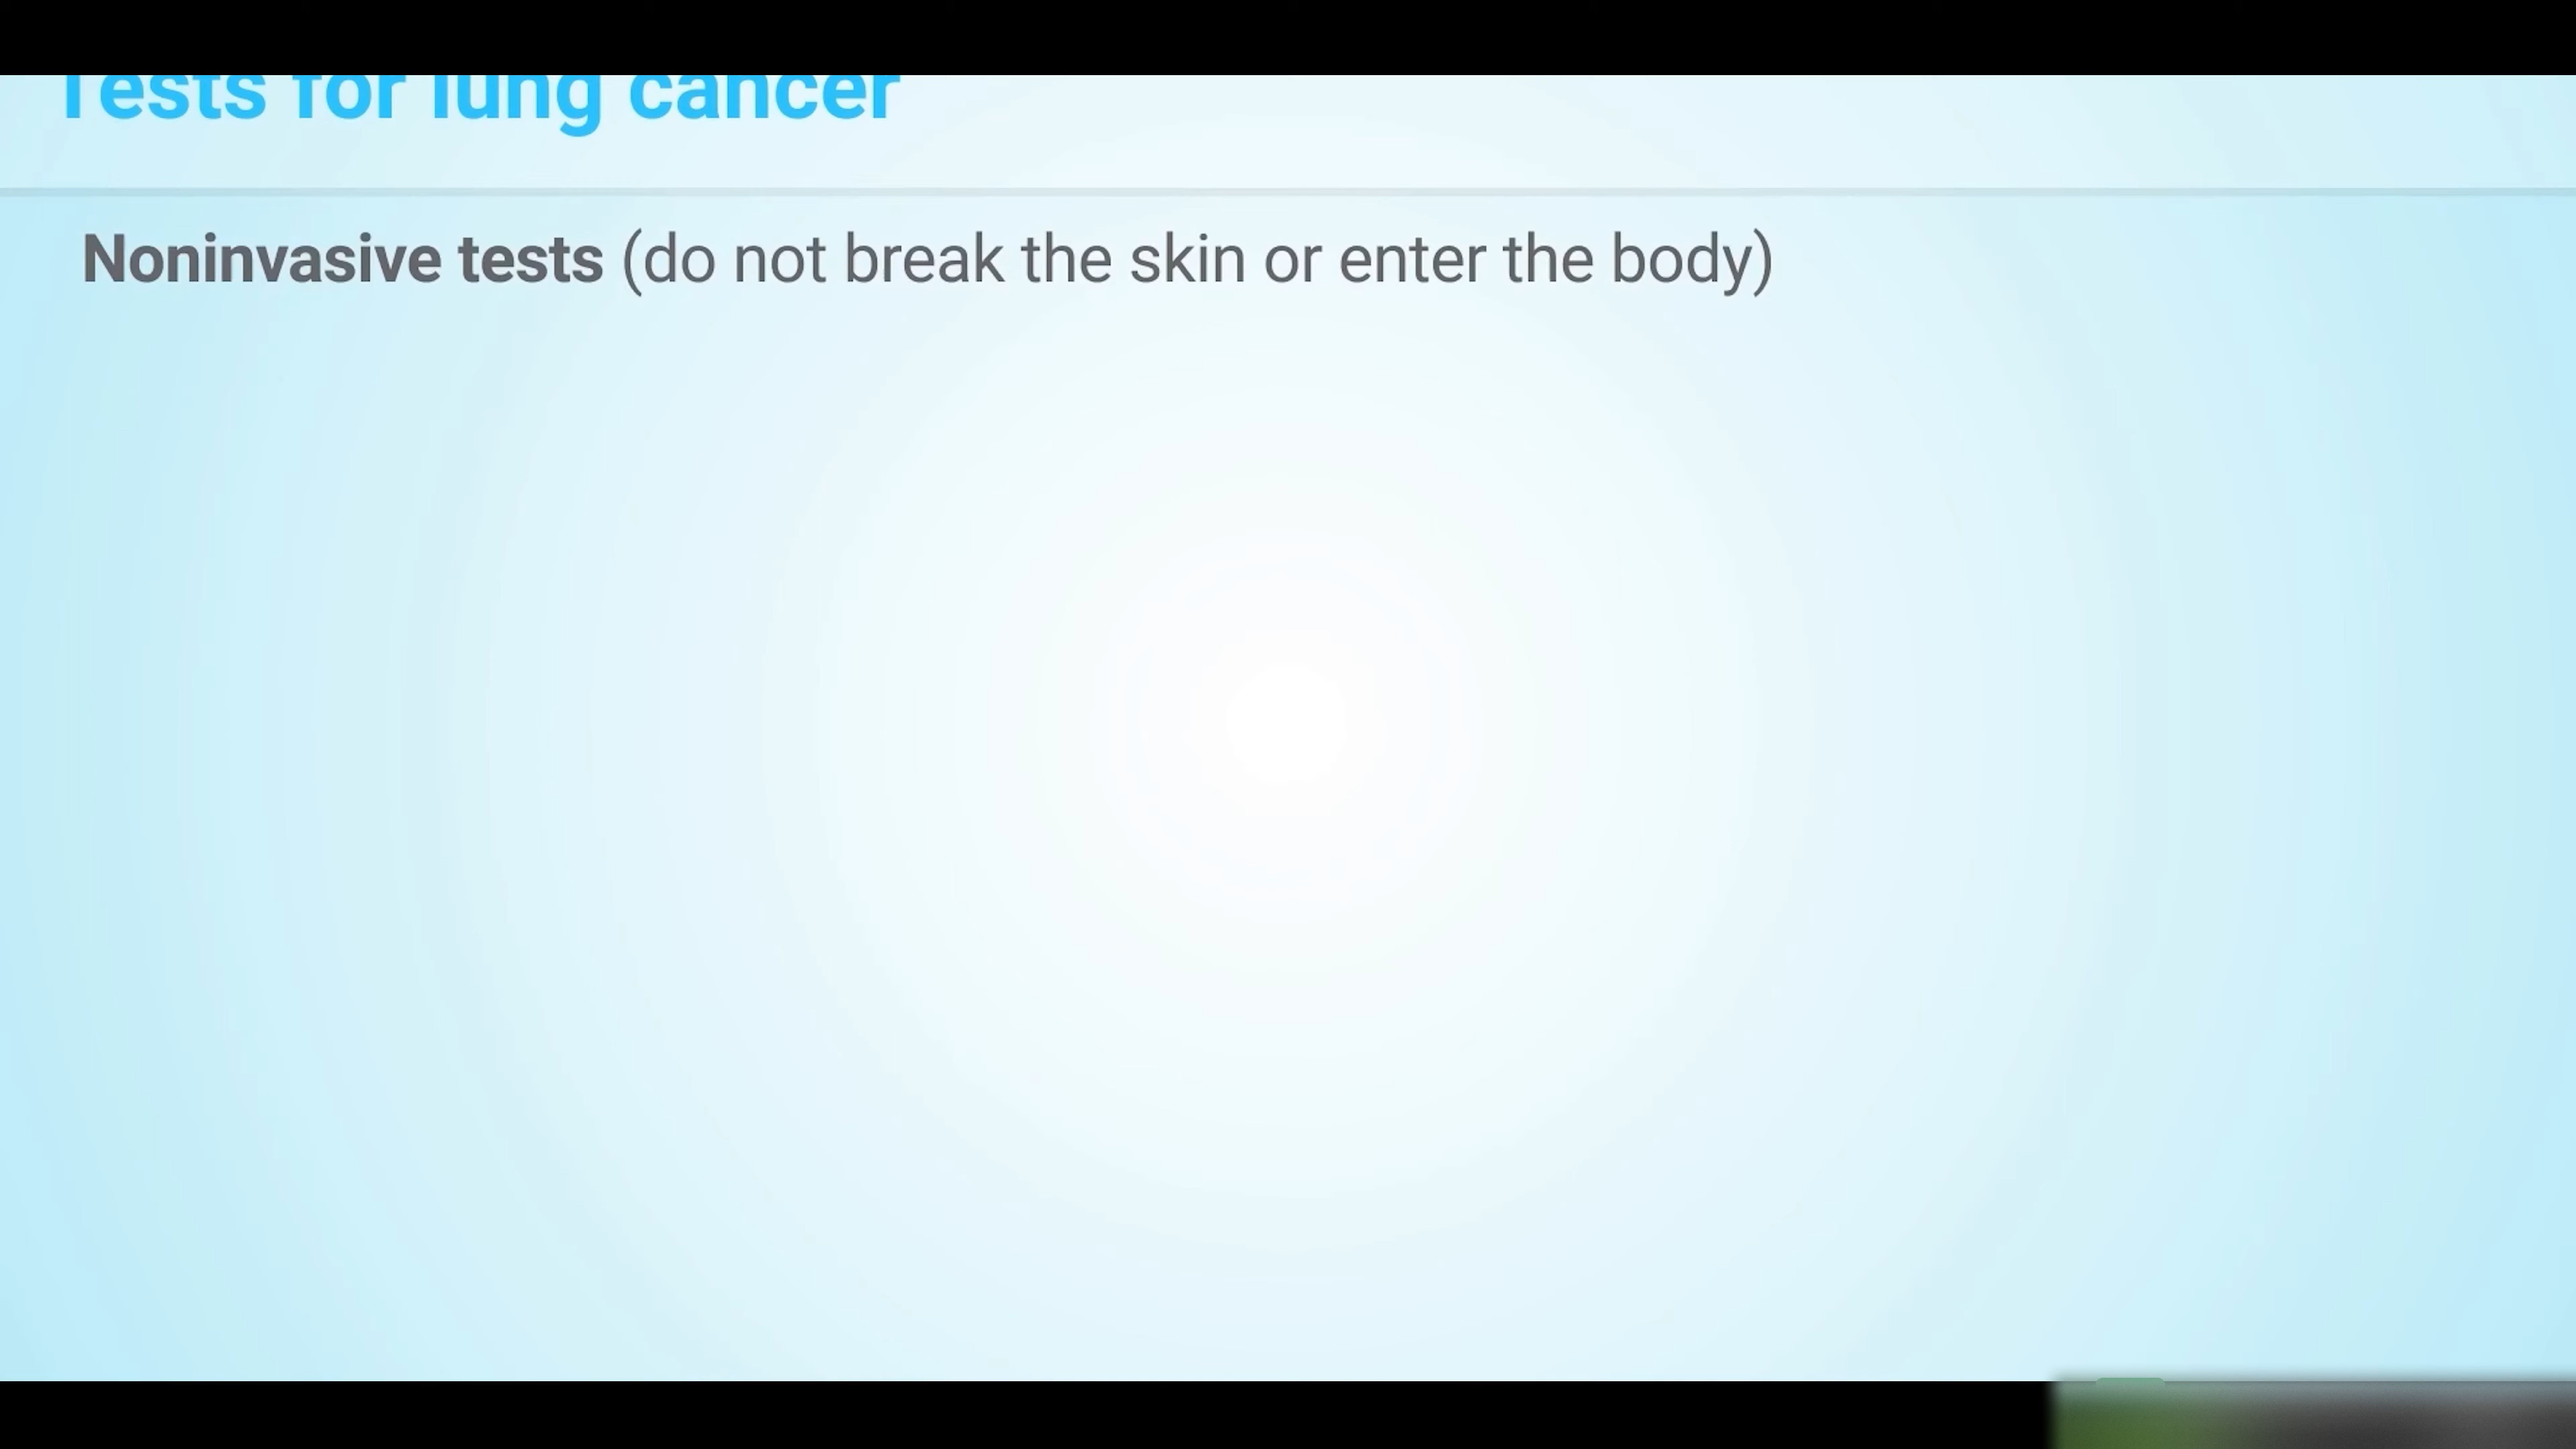 Tests for lung cancer
Noninvasive tests (do not break the skin or enter the body)